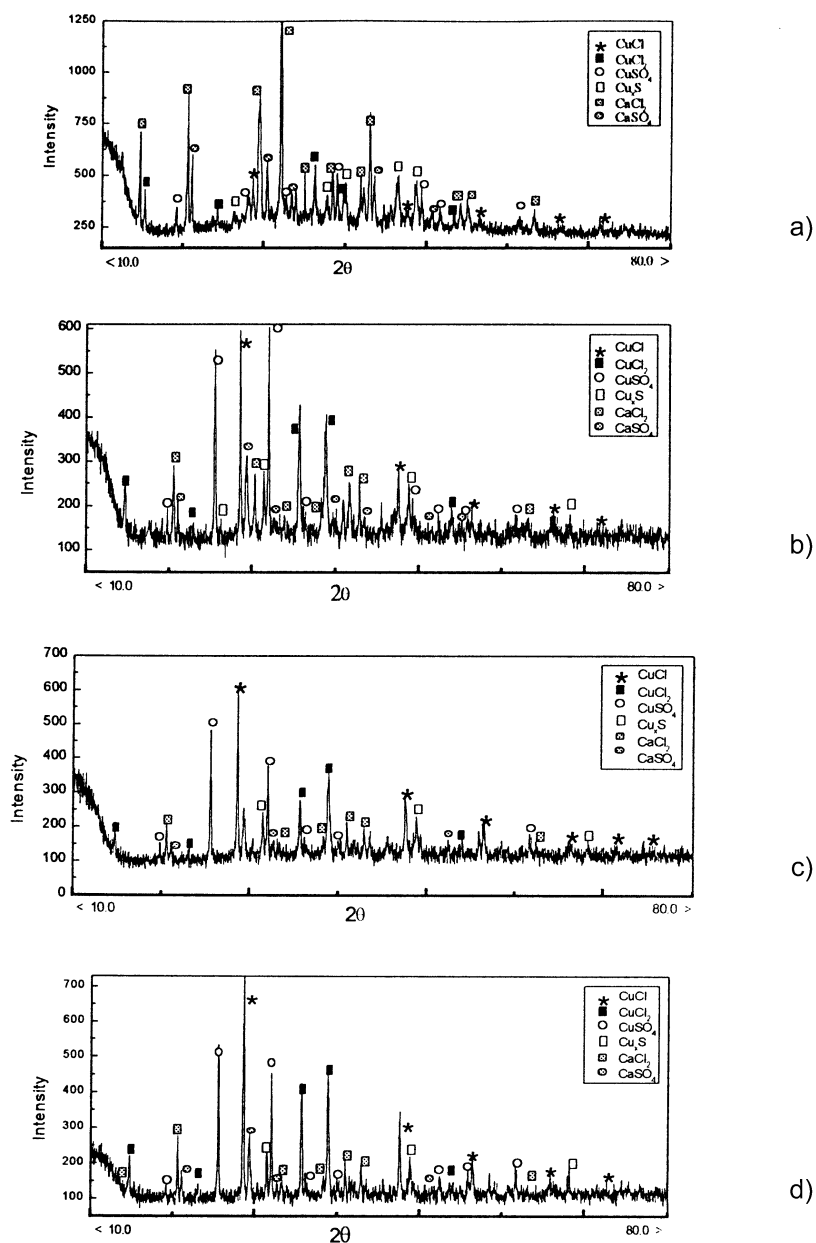 1250
1000
750
500
250
Intensity
CuCl
CuCl₂
CuSO₄
CuₓS
CaCl₂
CaSO₄
<10.0
2θ
80.0 >
a)
600
500
400
300
200
100
Intensity
CuCl
CuCl₂
CuSO₄
CuₓS
CaCl₂
CaSO₄
< 10.0
2θ
80.0 >
b)
700
600
500
400
300
200
100
0
Intensity
CuCl
CuCl₂
CuSO₄
CuₓS
CaCl₂
CaSO₄
< 10.0
2θ
80.0 >
c)
700
600
500
400
300
200
100
Intensity
CuCl
CuCl₂
CuSO₄
CuₓS
CaCl₂
CaSO₄
< 10.0
2θ
80.0 >
d)